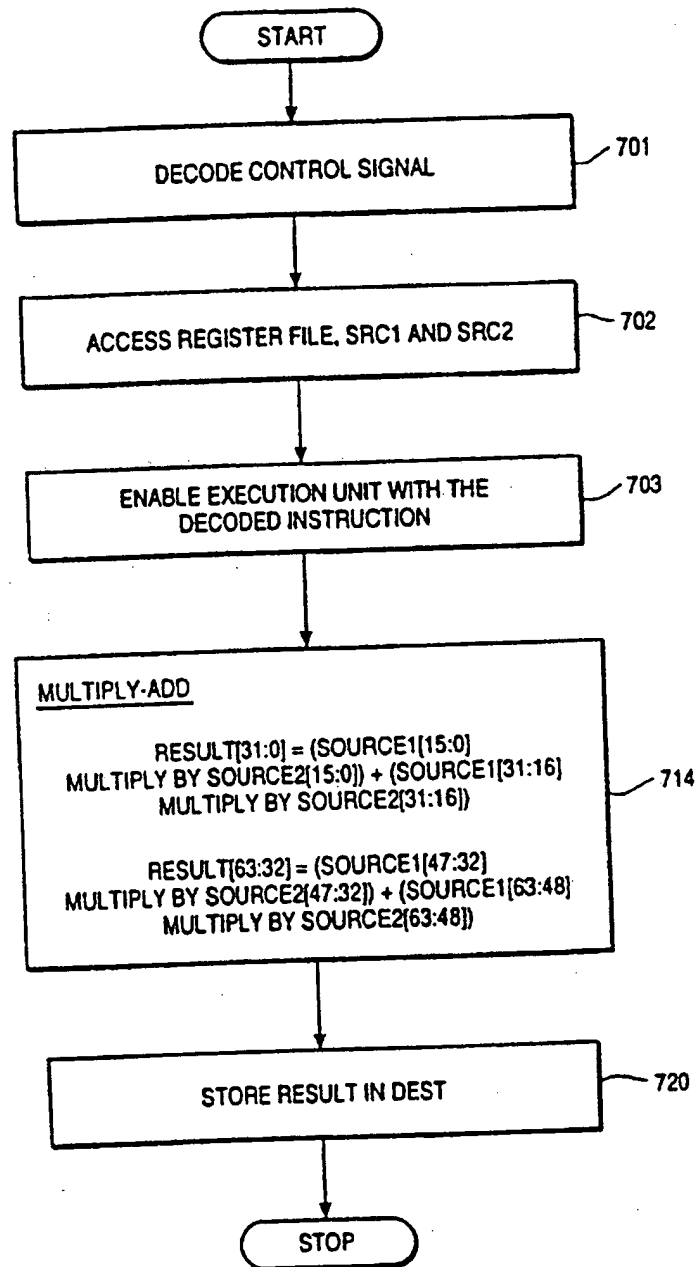 START
DECODE CONTROL SIGNAL
701
ACCESS REGISTER FILE, SRC1 AND SRC2
702
ENABLE EXECUTION UNIT WITH THE
DECODED INSTRUCTION
703
MULTIPLY-ADD
RESULT[31:0] = (SOURCE1[15:0]
MULTIPLY BY SOURCE2[15:0]) + (SOURCE1[31:16]
MULTIPLY BY SOURCE2[31:16])
RESULT[63:32] = (SOURCE1[47:32]
MULTIPLY BY SOURCE2[47:32]) + (SOURCE1[63:48]
MULTIPLY BY SOURCE2[63:48])
714
STORE RESULT IN DEST
720
STOP